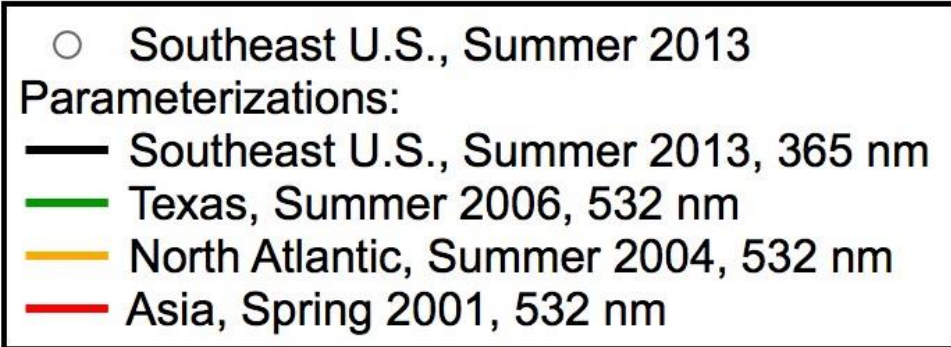 Southeast U.S., Summer 2013
Parameterizations:
Southeast U.S., Summer 2013, 365 nm
Texas, Summer 2006, 532 nm
North Atlantic, Summer 2004, 532 nm
Asia, Spring 2001, 532 nm